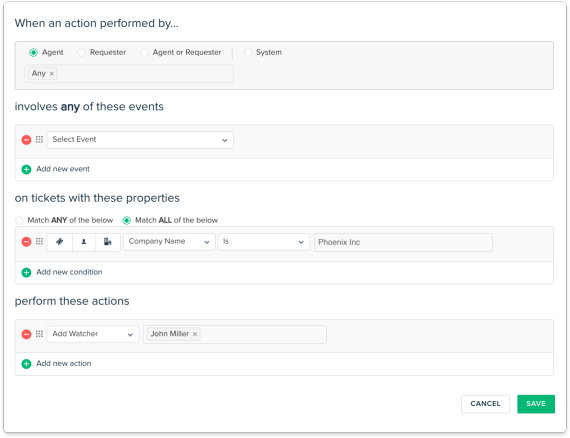 When an action performed by...
Agent Requester Agent or Requester System
Any ×
involves any of these events
Select Event
Add new event
on tickets with these properties
Match ANY of the below Match ALL of the below
Company Name Is Phoenix Inc
Add new condition
perform these actions
Add Watcher John Miller ×
Add new action
CANCEL SAVE